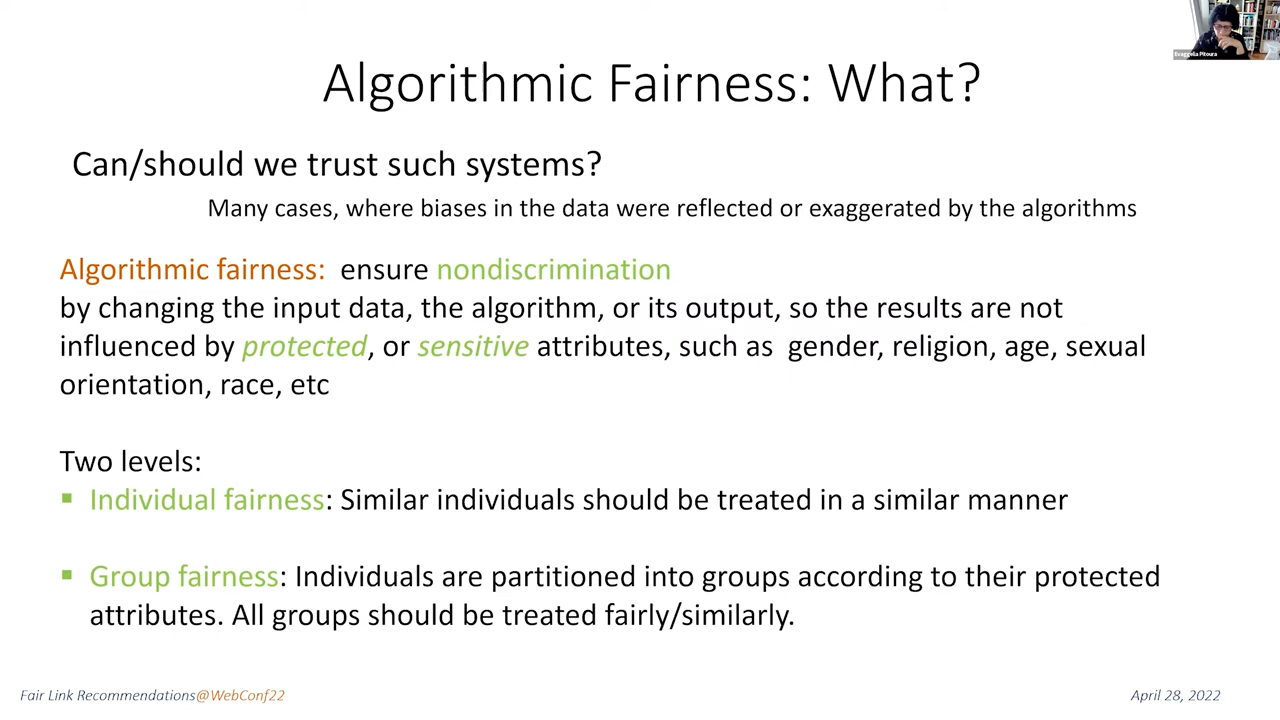 Evaggelia Pitoura
Algorithmic Fairness: What?
Can/should we trust such systems?
Many cases, where biases in the data were reflected or exaggerated by the algorithms
Algorithmic fairness: ensure nondiscrimination
by changing the input data, the algorithm, or its output, so the results are not
influenced by protected, or sensitive attributes, such as gender, religion, age, sexual
orientation, race, etc
Two levels:
▪ Individual fairness: Similar individuals should be treated in a similar manner
▪ Group fairness: Individuals are partitioned into groups according to their protected
attributes. All groups should be treated fairly/similarly.
Fair Link Recommendations@WebConf22
April 28, 2022